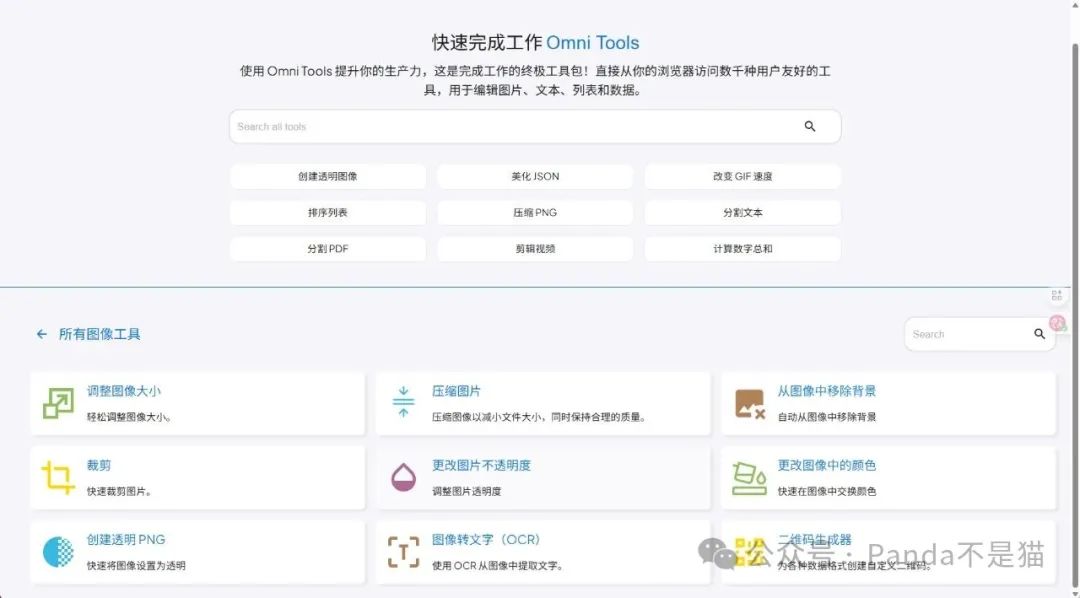 快速完成工作 Omni Tools
使用 Omni Tools 提升你的生产力，这是完成工作的终极工具包！直接从你的浏览器访问数千种用户友好的工
具，用于编辑图片、文本、列表和数据。
Search all tools
创建透明图像 美化 JSON 改变 GIF 速度
排序列表 压缩 PNG 分割文本
分割 PDF 剪辑视频 计算数字总和
所有图像工具 Search
调整图像大小 压缩图片 从图像中移除背景
轻松调整图像大小。 压缩图像以减小文件大小，同时保持合理的质量。 自动从图像中移除背景
裁剪 更改图片不透明度 更改图像中的颜色
快速裁剪图片。 调整图片透明度 快速在图像中交换颜色
创建透明 PNG 图像转文字（OCR） 二维码生成器
快速将图像设置为透明 使用 OCR 从图像中提取文字。 为各种数据格式创建自定义二维码。
公众号 · Panda不是猫